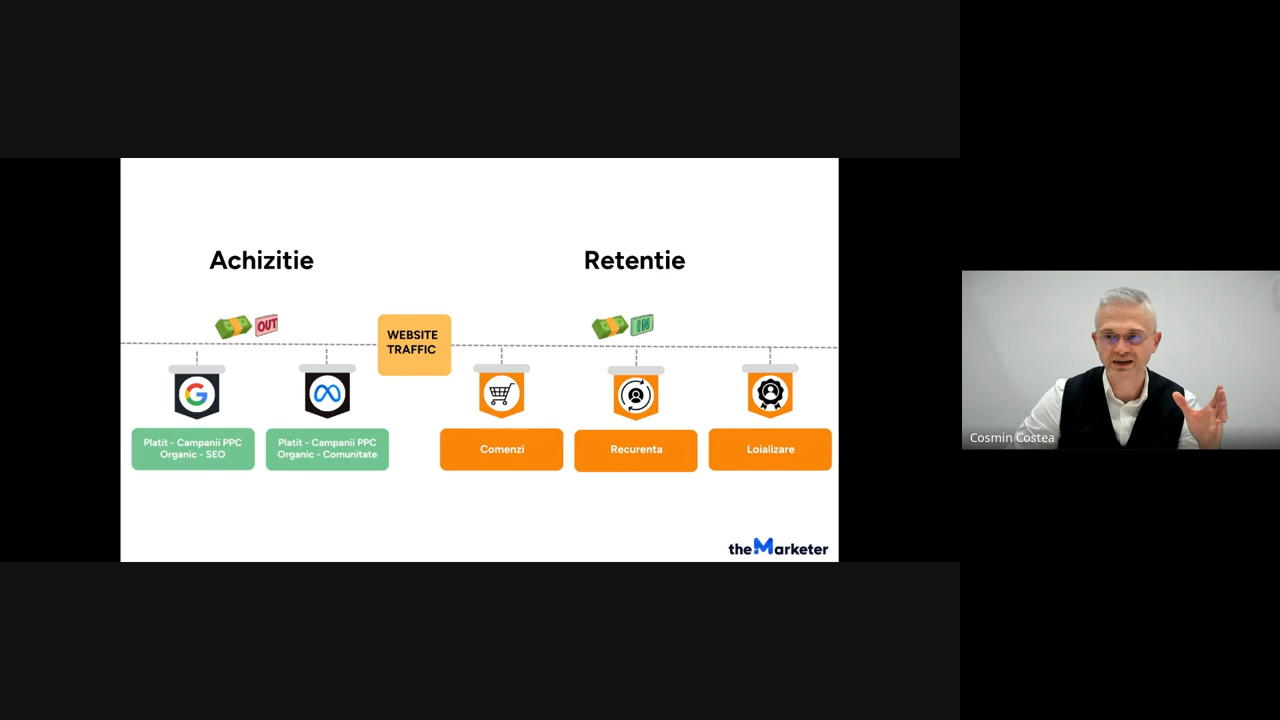 Achizitie
Retentie
OUT
IN
WEBSITE
TRAFFIC
Platit - Campanii PPC
Organic - SEO
Platit - Campanii PPC
Organic - Comunitate
Comenzi
Recurenta
Loializare
theMarketer
Cosmin Costea